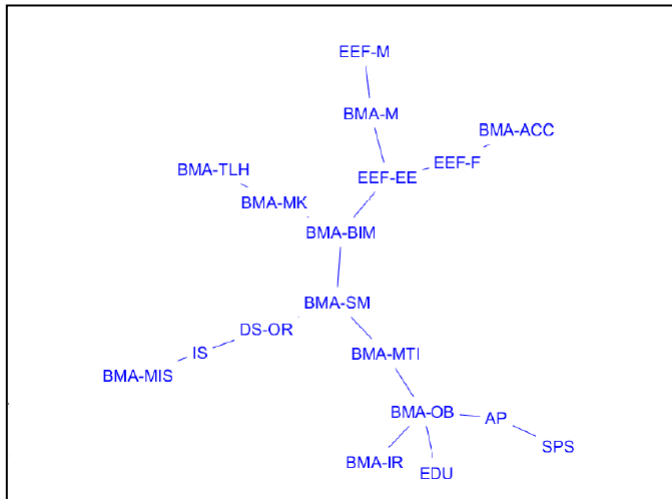 EEF-M
BMA-M
BMA-ACC
EEF-F
BMA-TLH
EEF-EE
BMA-MK
BMA-BIM
BMA-SM
DS-OR
IS
BMA-MTI
BMA-MIS
BMA-OB
AP
SPS
BMA-IR
EDU